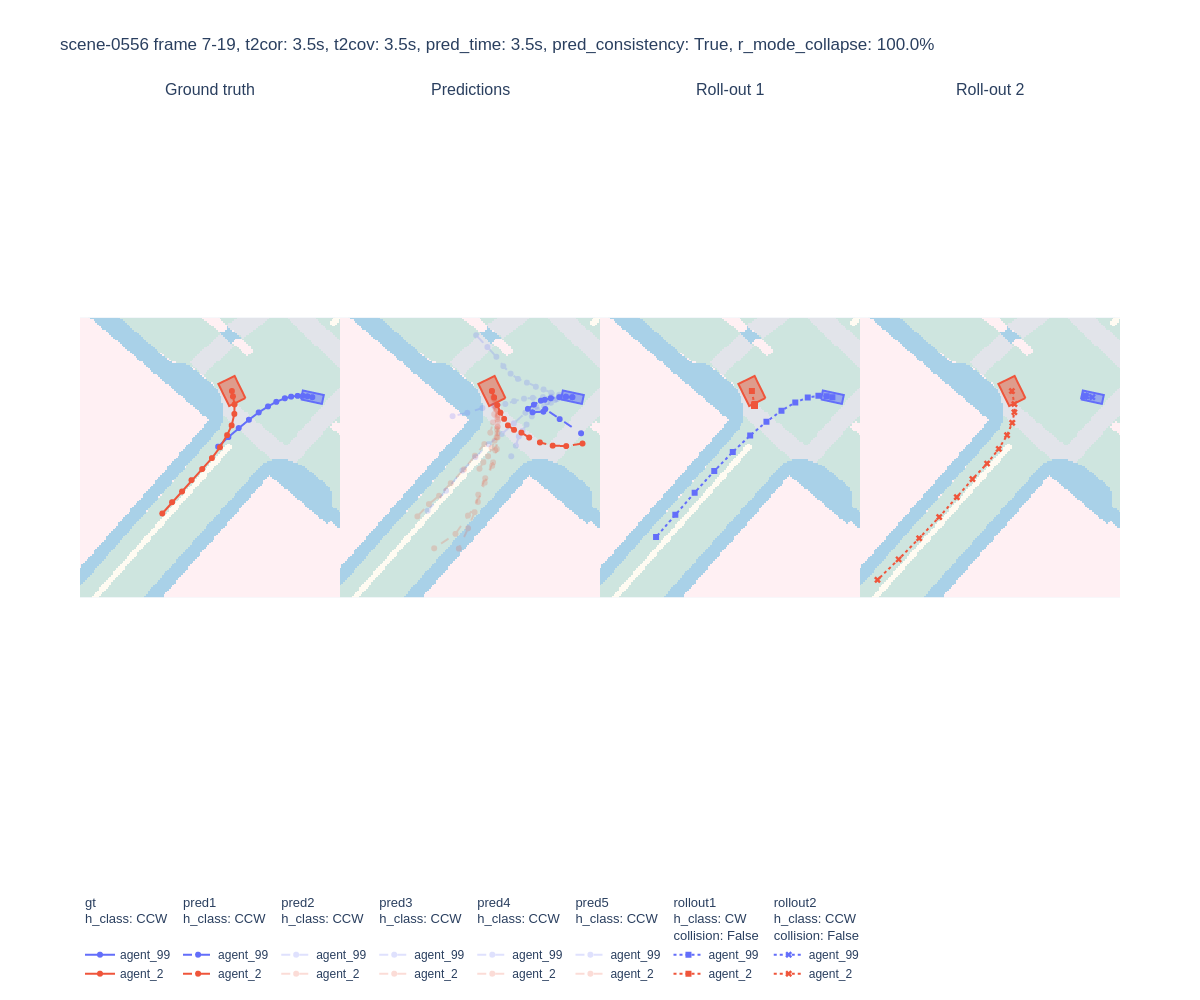 scene-0556 frame 7-19, t2cor: 3.5s, t2cov: 3.5s, pred_time: 3.5s, pred_consistency: True, r_mode_collapse: 100.0%
Ground truth
Predictions
Roll-out 1
Roll-out 2
gt
h_class: CCW
agent_99
agent_2
pred1
h_class: CCW
agent_99
agent_2
pred2
h_class: CCW
agent_99
agent_2
pred3
h_class: CCW
agent_99
agent_2
pred4
h_class: CCW
agent_99
agent_2
pred5
h_class: CCW
agent_99
agent_2
rollout1
h_class: CW
collision: False
agent_99
agent_2
rollout2
h_class: CCW
collision: False
agent_99
agent_2